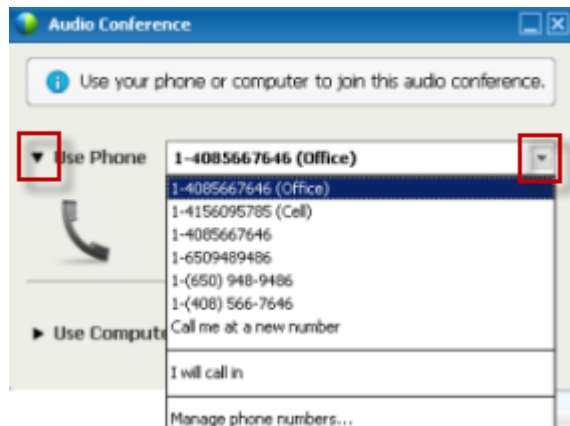 Audio Conference
Use your phone or computer to join this audio conference.
Use Phone 1-4085667646 (Office)
1-4085667646 (Office)
1-4156095785 (Cell)
1-4085667646
1-6509489486
1-(650) 948-9486
1-(408) 566-7646
Call me at a new number
Use Compute
I will call in
Manage phone numbers...